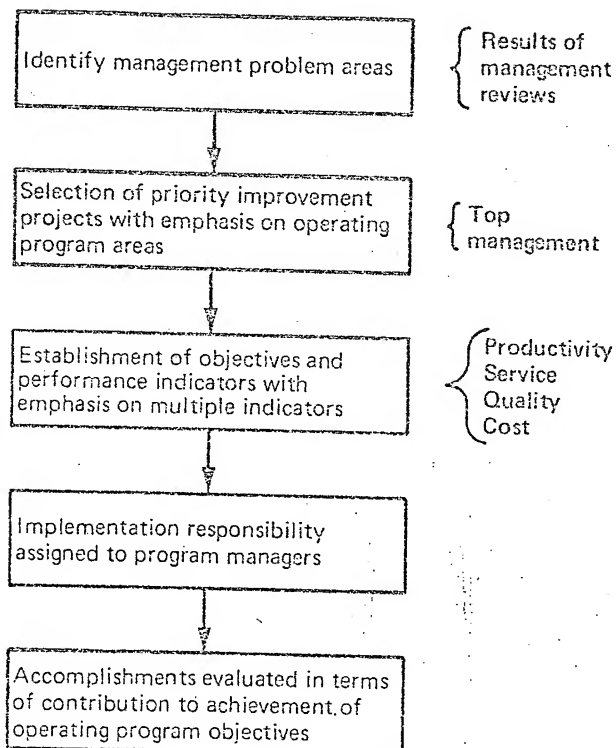 Identify management problem areas
Results of
management
reviews
Selection of priority improvement
projects with emphasis on operating
program areas
Top
management
Establishment of objectives and
performance indicators with
emphasis on multiple indicators
Productivity
Service
Quality
Cost
Implementation responsibility
assigned to program managers
Accomplishments evaluated in terms
of contribution to achievement of
operating program objectives